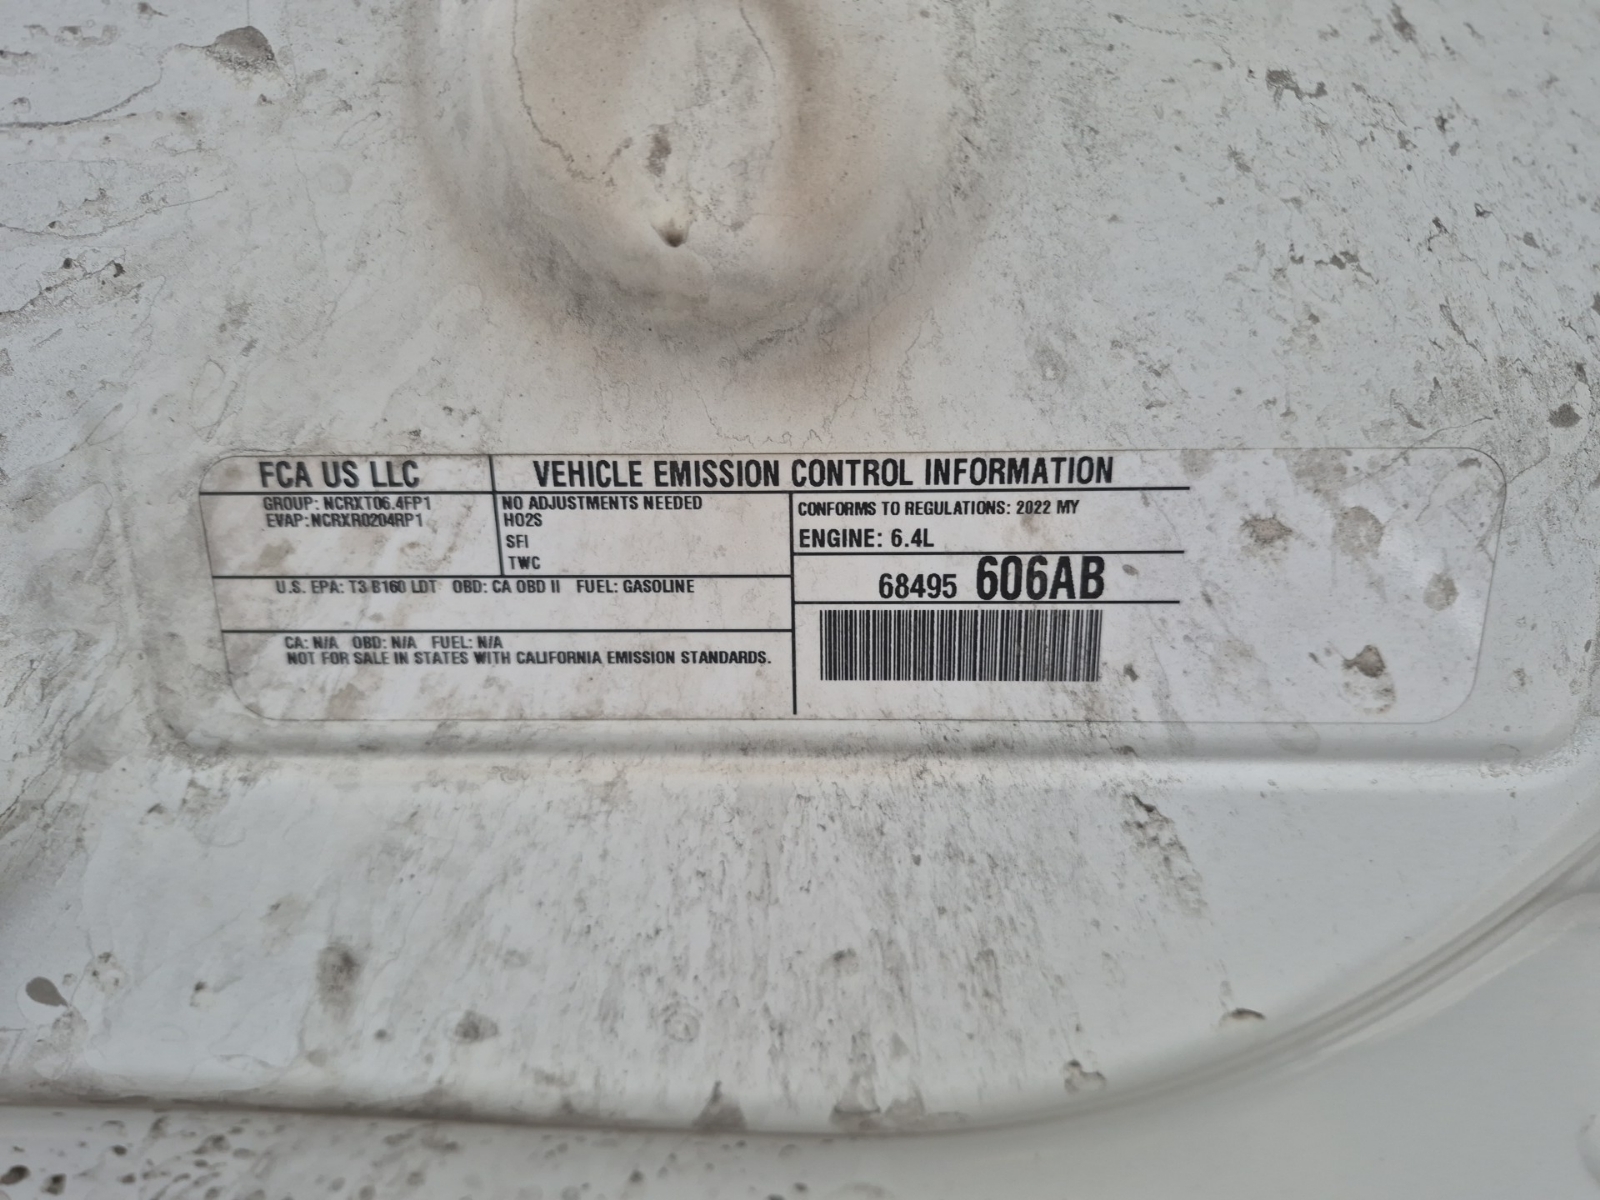 FCA US LLC
VEHICLE EMISSION CONTROL INFORMATION
GROUP: NCRXT06.4FP1
EVAP:NCRXR0204RP1
NO ADJUSTMENTS NEEDED
HO2S
SFI
TWC
CONFORMS TO REGULATIONS: 2022 MY
ENGINE: 6.4L
68495 606AB
U.S. EPA: T3 B160 LDT OBD: CA OBD II FUEL: GASOLINE
CA: N/A OBD: N/A FUEL: N/A
NOT FOR SALE IN STATES WITH CALIFORNIA EMISSION STANDARDS.